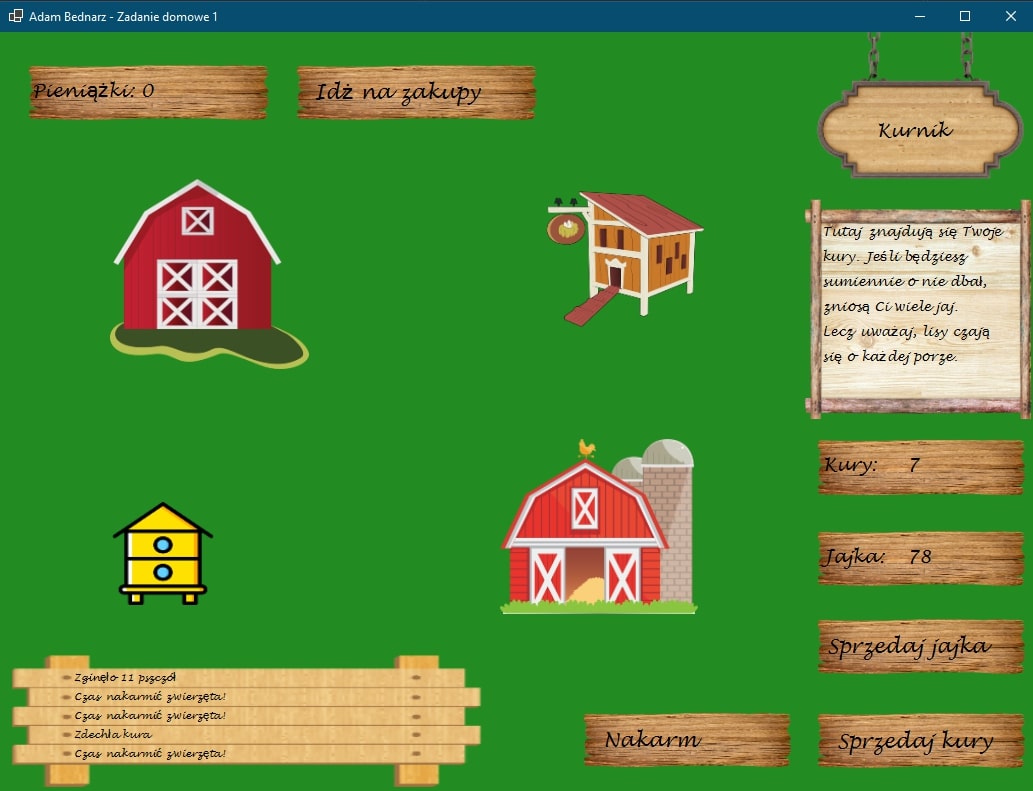 Adam Bednarz - Zadanie domowe 1
Pieniążki: 0
Idź na zakupy
Kurnik
Tutaj znajdują się Twoje
kury. Jeśli będziesz
sumiennie o nie dbał,
zniosą Ci wiele jaj.
Lecz uważaj, lisy czają
się o każdej porze.
Kury: 7
Jajka: 78
Sprzedaj jajka
Zginęło 11 pszczół
Czas nakarmić zwierzęta!
Czas nakarmić zwierzęta!
Zdechła kura
Czas nakarmić zwierzęta!
Nakarm
Sprzedaj kury